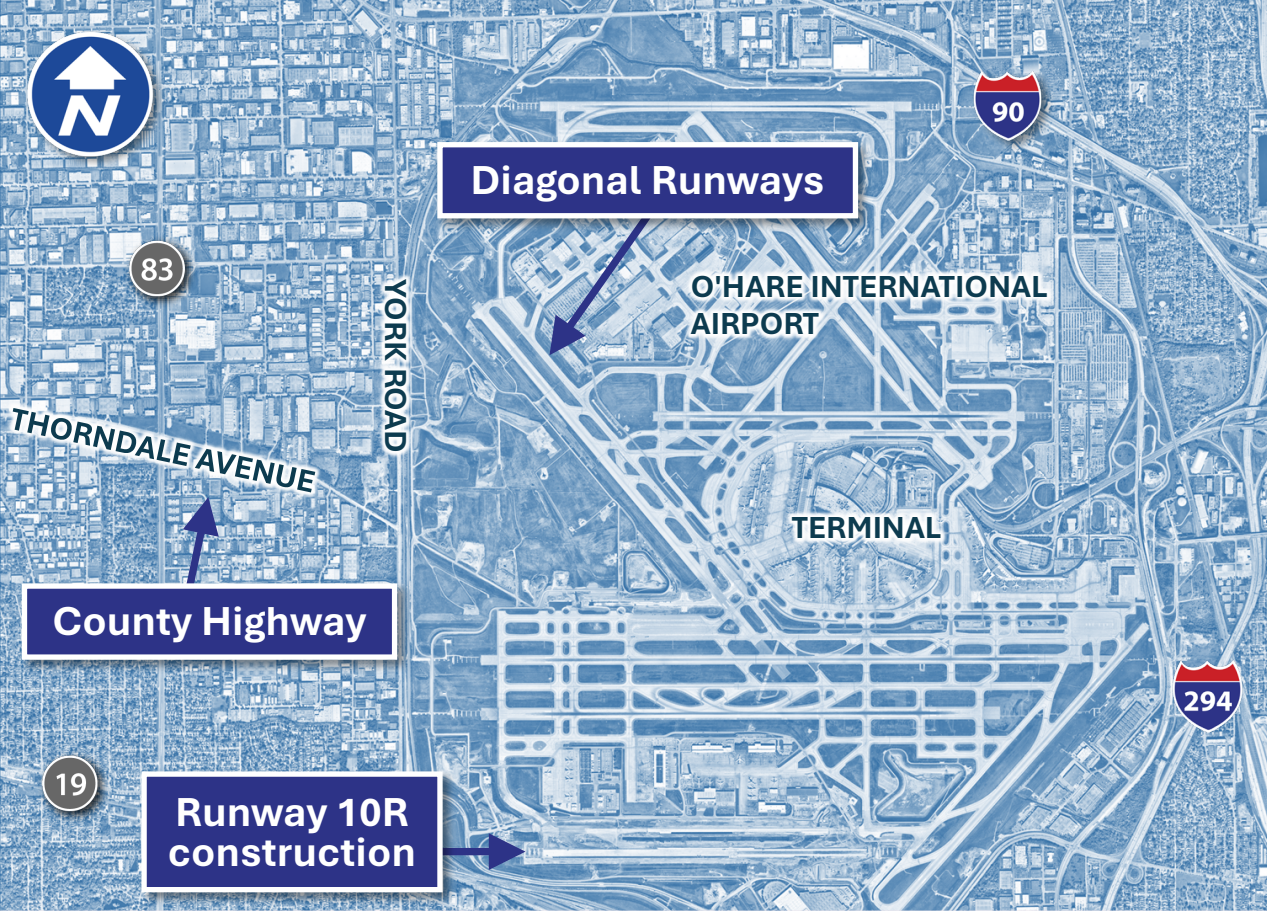 N
90
Diagonal Runways
83
O'HARE INTERNATIONAL
AIRPORT
YORK ROAD
THORNDALE AVENUE
TERMINAL
County Highway
294
19
Runway 10R
construction